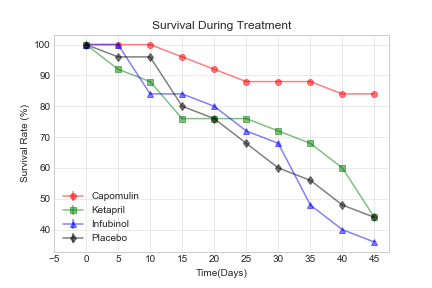 Survival During Treatment
100
90
80
70
60
50
40
Survival Rate (%)
Capomulin
Ketapril
Infubinol
Placebo
−5 0 5 10 15 20 25 30 35 40 45
Time(Days)